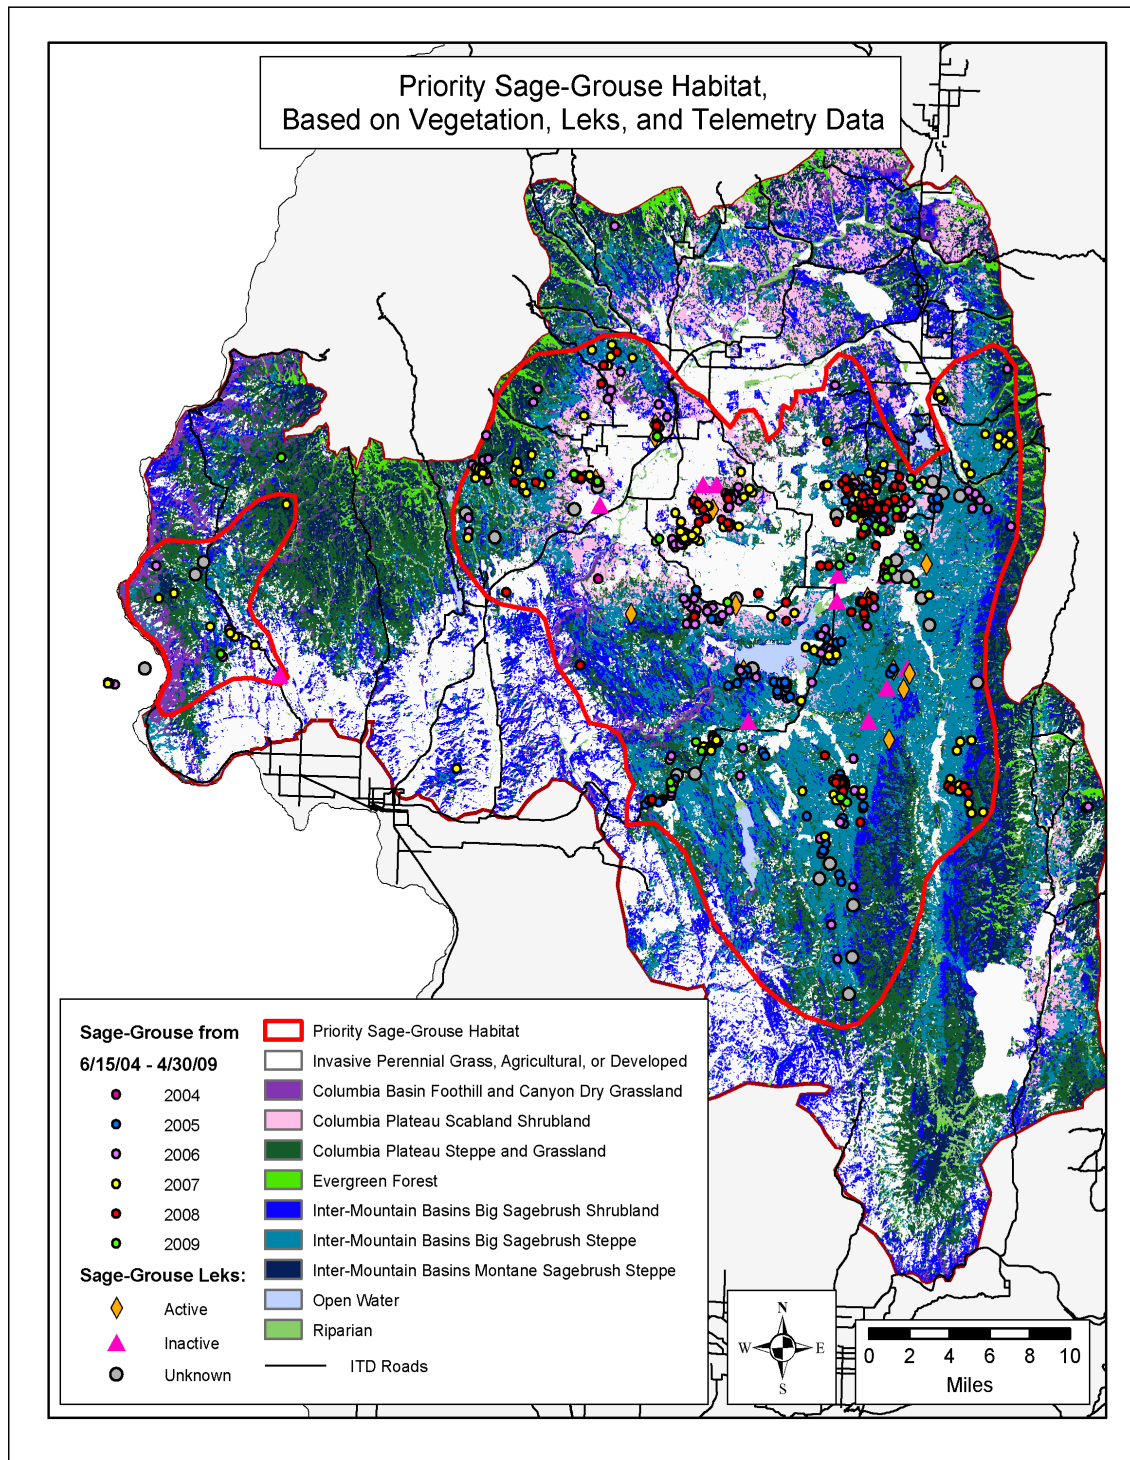 Priority Sage-Grouse Habitat,
Based on Vegetation, Leks, and Telemetry Data
Sage-Grouse from
6/15/04 - 4/30/09
2004
2005
2006
2007
2008
2009
Sage-Grouse Leks:
Active
Inactive
Unknown
Priority Sage-Grouse Habitat
Invasive Perennial Grass, Agricultural, or Developed
Columbia Basin Foothill and Canyon Dry Grassland
Columbia Plateau Scabland Shrubland
Columbia Plateau Steppe and Grassland
Evergreen Forest
Inter-Mountain Basins Big Sagebrush Shrubland
Inter-Mountain Basins Big Sagebrush Steppe
Inter-Mountain Basins Montane Sagebrush Steppe
Open Water
Riparian
ITD Roads
N
W E
S
0 2 4 6 8 10
Miles